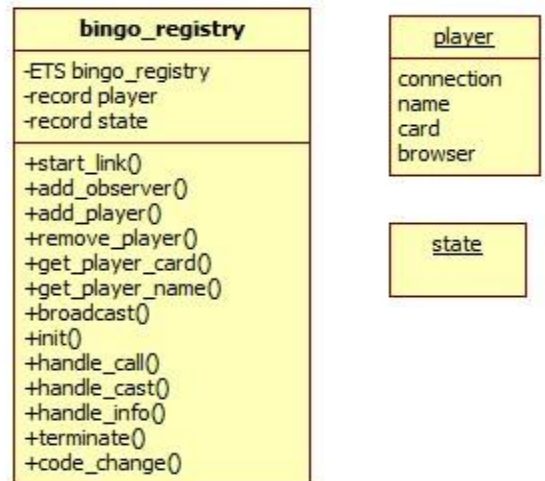 bingo_registry
-ETS bingo_registry
-record player
-record state
+start_link()
+add_observer()
+add_player()
+remove_player()
+get_player_card()
+get_player_name()
+broadcast()
+init()
+handle_call()
+handle_cast()
+handle_info()
+terminate()
+code_change()
player
connection
name
card
browser
state